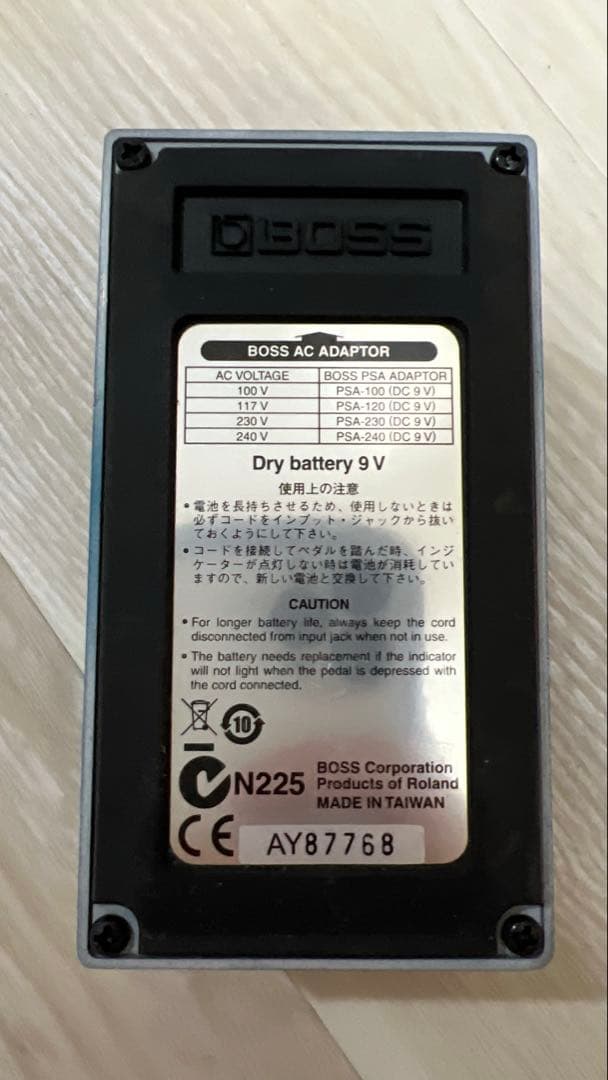 BOSS
BOSS AC ADAPTOR
AC VOLTAGE BOSS PSA ADAPTOR
100 V PSA-100 (DC 9 V)
117 V PSA-120 (DC 9 V)
230 V PSA-230 (DC 9 V)
240 V PSA-240 (DC 9 V)
Dry battery 9 V
使用上の注意
• 電池を長持ちさせるため、使用しないときは
必ずコードをインプット・ジャックから抜い
ておくようにして下さい。
• コードを接続してペダルを踏んだ時、インジ
ケーターが点灯しない時は電池が消耗してい
ますので、新しい電池と交換して下さい。
CAUTION
• For longer battery life, always keep the cord
disconnected from input jack when not in use.
• The battery needs replacement if the indicator
will not light when the pedal is depressed with
the cord connected.
10
N225
BOSS Corporation
Products of Roland
MADE IN TAIWAN
CE
AY87768